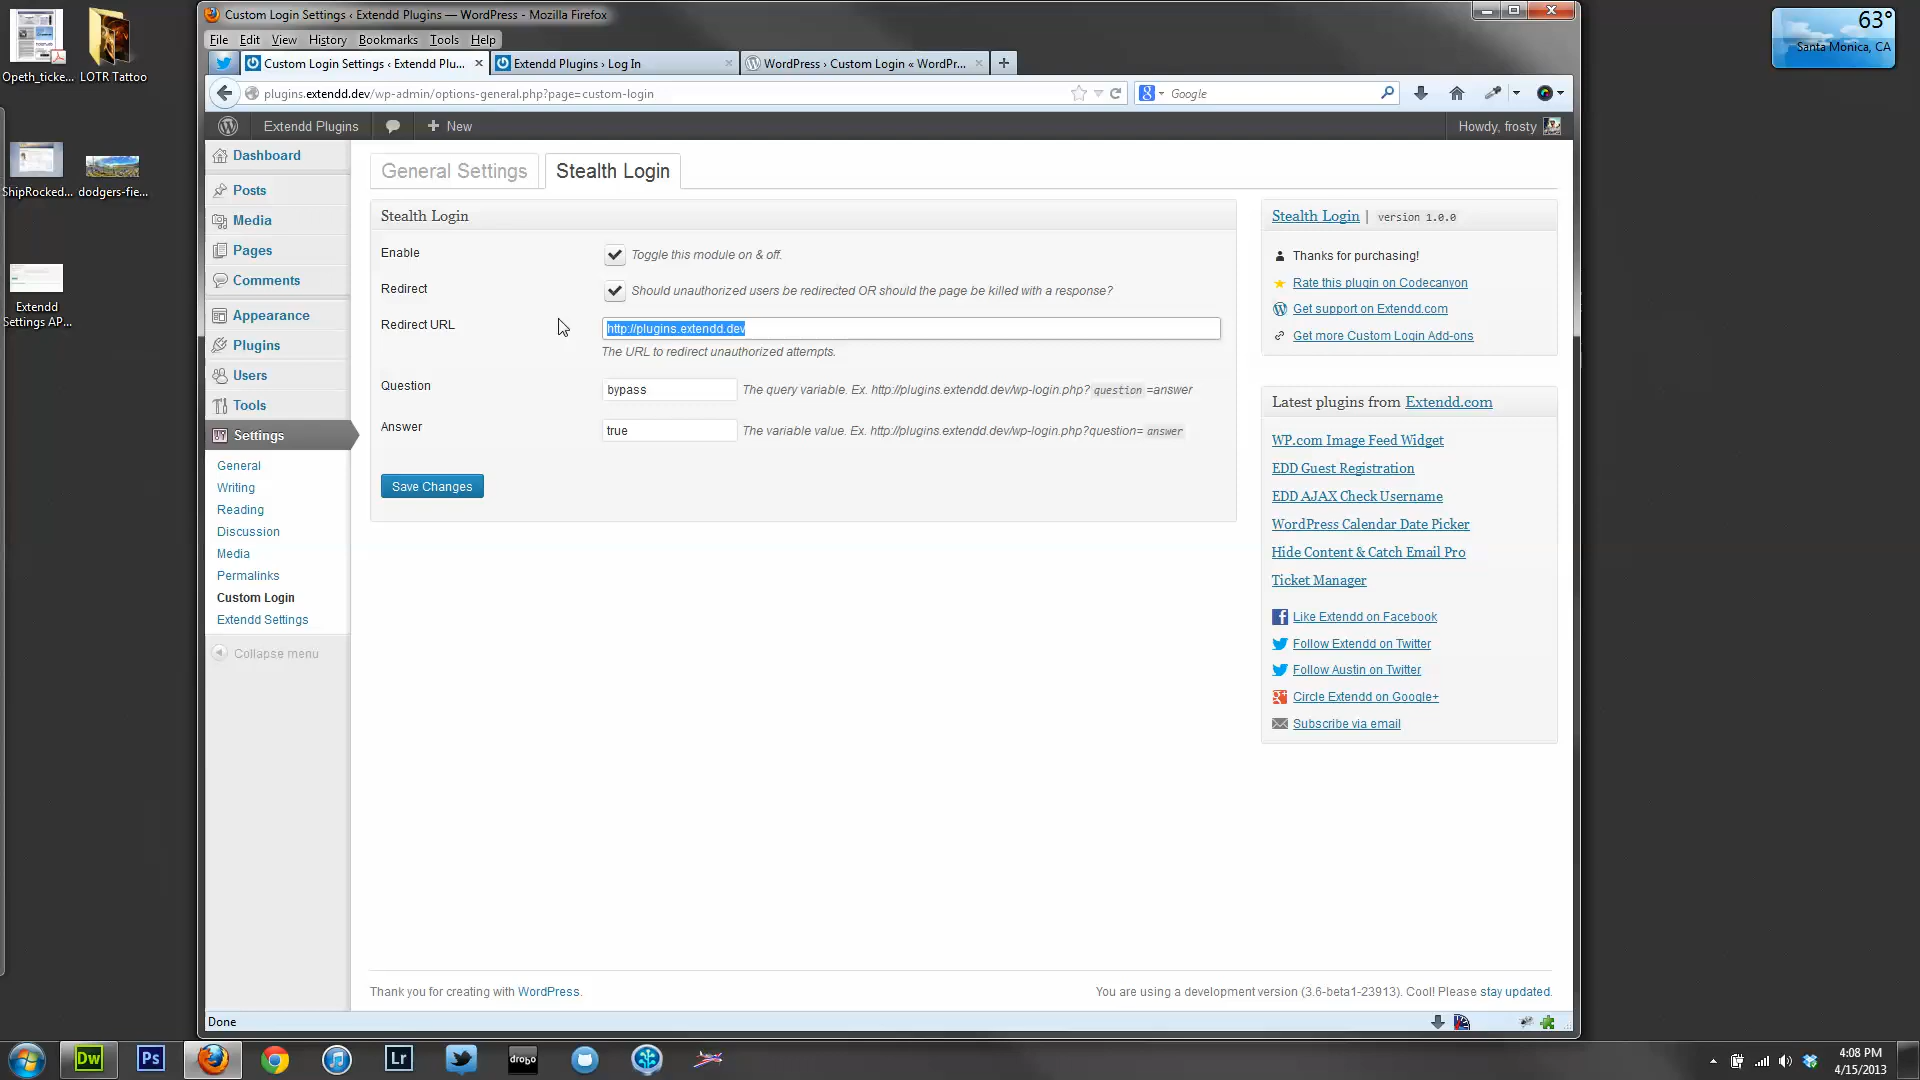 Opeth_ticke...
LOTR Tattoo
ShipRocked...
dodgers-fie...
Extendd
Settings AP...
Custom Login Settings ‹ Extendd Plugins — WordPress - Mozilla Firefox
File Edit View History Bookmarks Tools Help
Custom Login Settings ‹ Extendd Plu...
Extendd Plugins › Log In
WordPress › Custom Login « WordPr...
plugins.extendd.dev/wp-admin/options-general.php?page=custom-login
Google
Extendd Plugins
New
Howdy, frosty
Dashboard
Posts
Media
Pages
Comments
Appearance
Plugins
Users
Tools
Settings
General
Writing
Reading
Discussion
Media
Permalinks
Custom Login
Extendd Settings
Collapse menu
General Settings
Stealth Login
Stealth Login
Enable
Toggle this module on & off.
Redirect
Should unauthorized users be redirected OR should the page be killed with a response?
Redirect URL
http://plugins.extendd.dev
The URL to redirect unauthorized attempts.
Question
bypass
The query variable. Ex. http://plugins.extendd.dev/wp-login.php? question =answer
Answer
true
The variable value. Ex. http://plugins.extendd.dev/wp-login.php?question= answer
Save Changes
Stealth Login | version 1.0.0
Thanks for purchasing!
Rate this plugin on Codecanyon
Get support on Extendd.com
Get more Custom Login Add-ons
Latest plugins from Extendd.com
WP.com Image Feed Widget
EDD Guest Registration
EDD AJAX Check Username
WordPress Calendar Date Picker
Hide Content & Catch Email Pro
Ticket Manager
Like Extendd on Facebook
Follow Extendd on Twitter
Follow Austin on Twitter
Circle Extendd on Google+
Subscribe via email
Thank you for creating with WordPress.
You are using a development version (3.6-beta1-23913). Cool! Please stay updated.
Done
63°
Santa Monica, CA
Dw
Ps
Lr
drobo
4:08 PM
4/15/2013